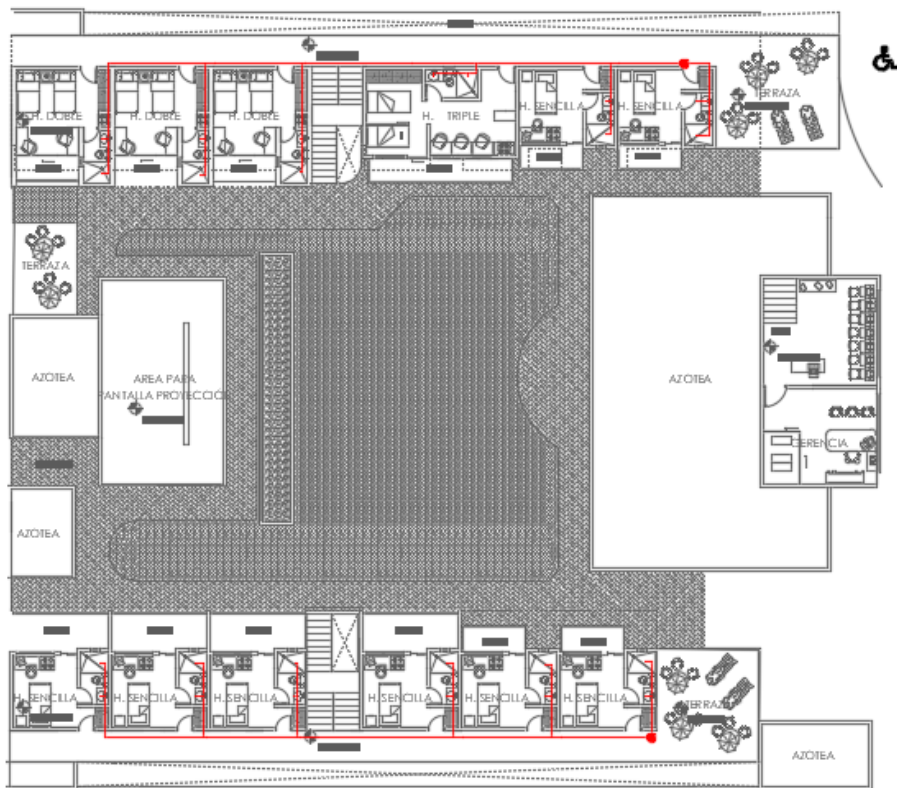 H. DOBLE
H. DOBLE
H. DOBLE
H. TRIPLE
H. SENCILLA
H. SENCILLA
TERRAZA
TERRAZA
AZOTEA
AREA PARA
PANTALLA PROYECCION
AZOTEA
GERENCIA
1
AZOTEA
H. SENCILLA
H. SENCILLA
H. SENCILLA
H. SENCILLA
H. SENCILLA
H. SENCILLA
TERRAZA
AZOTEA